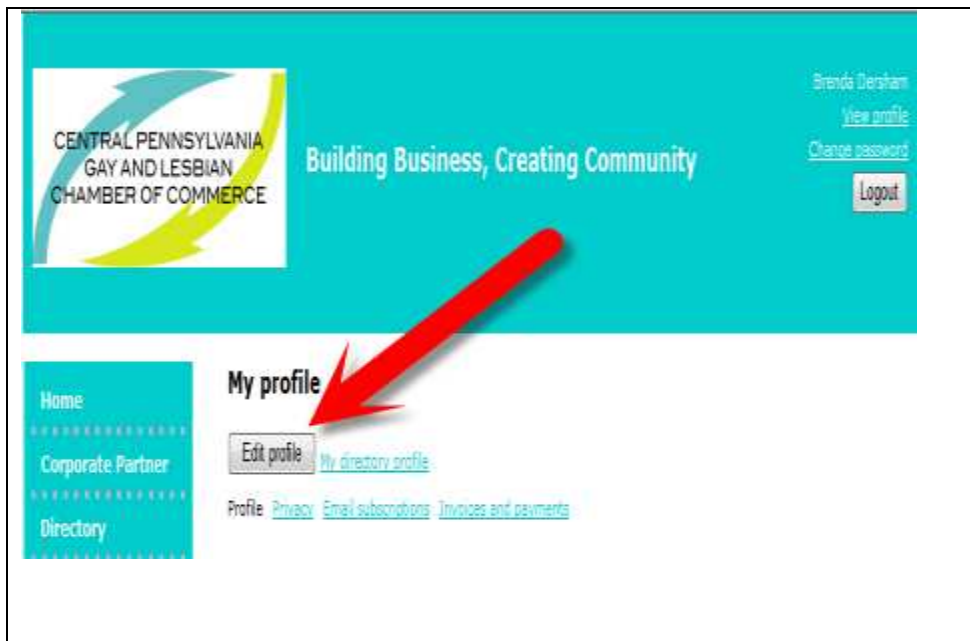 CENTRAL PENNSYLVANIA
GAY AND LESBIAN
CHAMBER OF COMMERCE
Building Business, Creating Community
Brenda Dersham
View profile
Change password
Logout
Home
Corporate Partner
Directory
My profile
Edit profile My directory profile
Profile Privacy Email subscriptions Invoices and payments